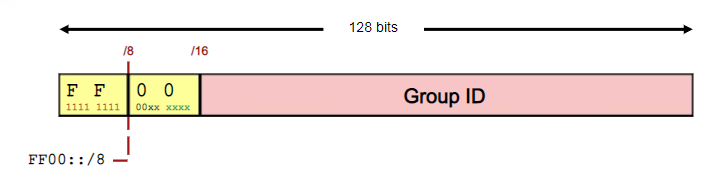 128 bits
/8 /16
F F 0 0
1111 1111 00xx xxxx
Group ID
FF00::/8